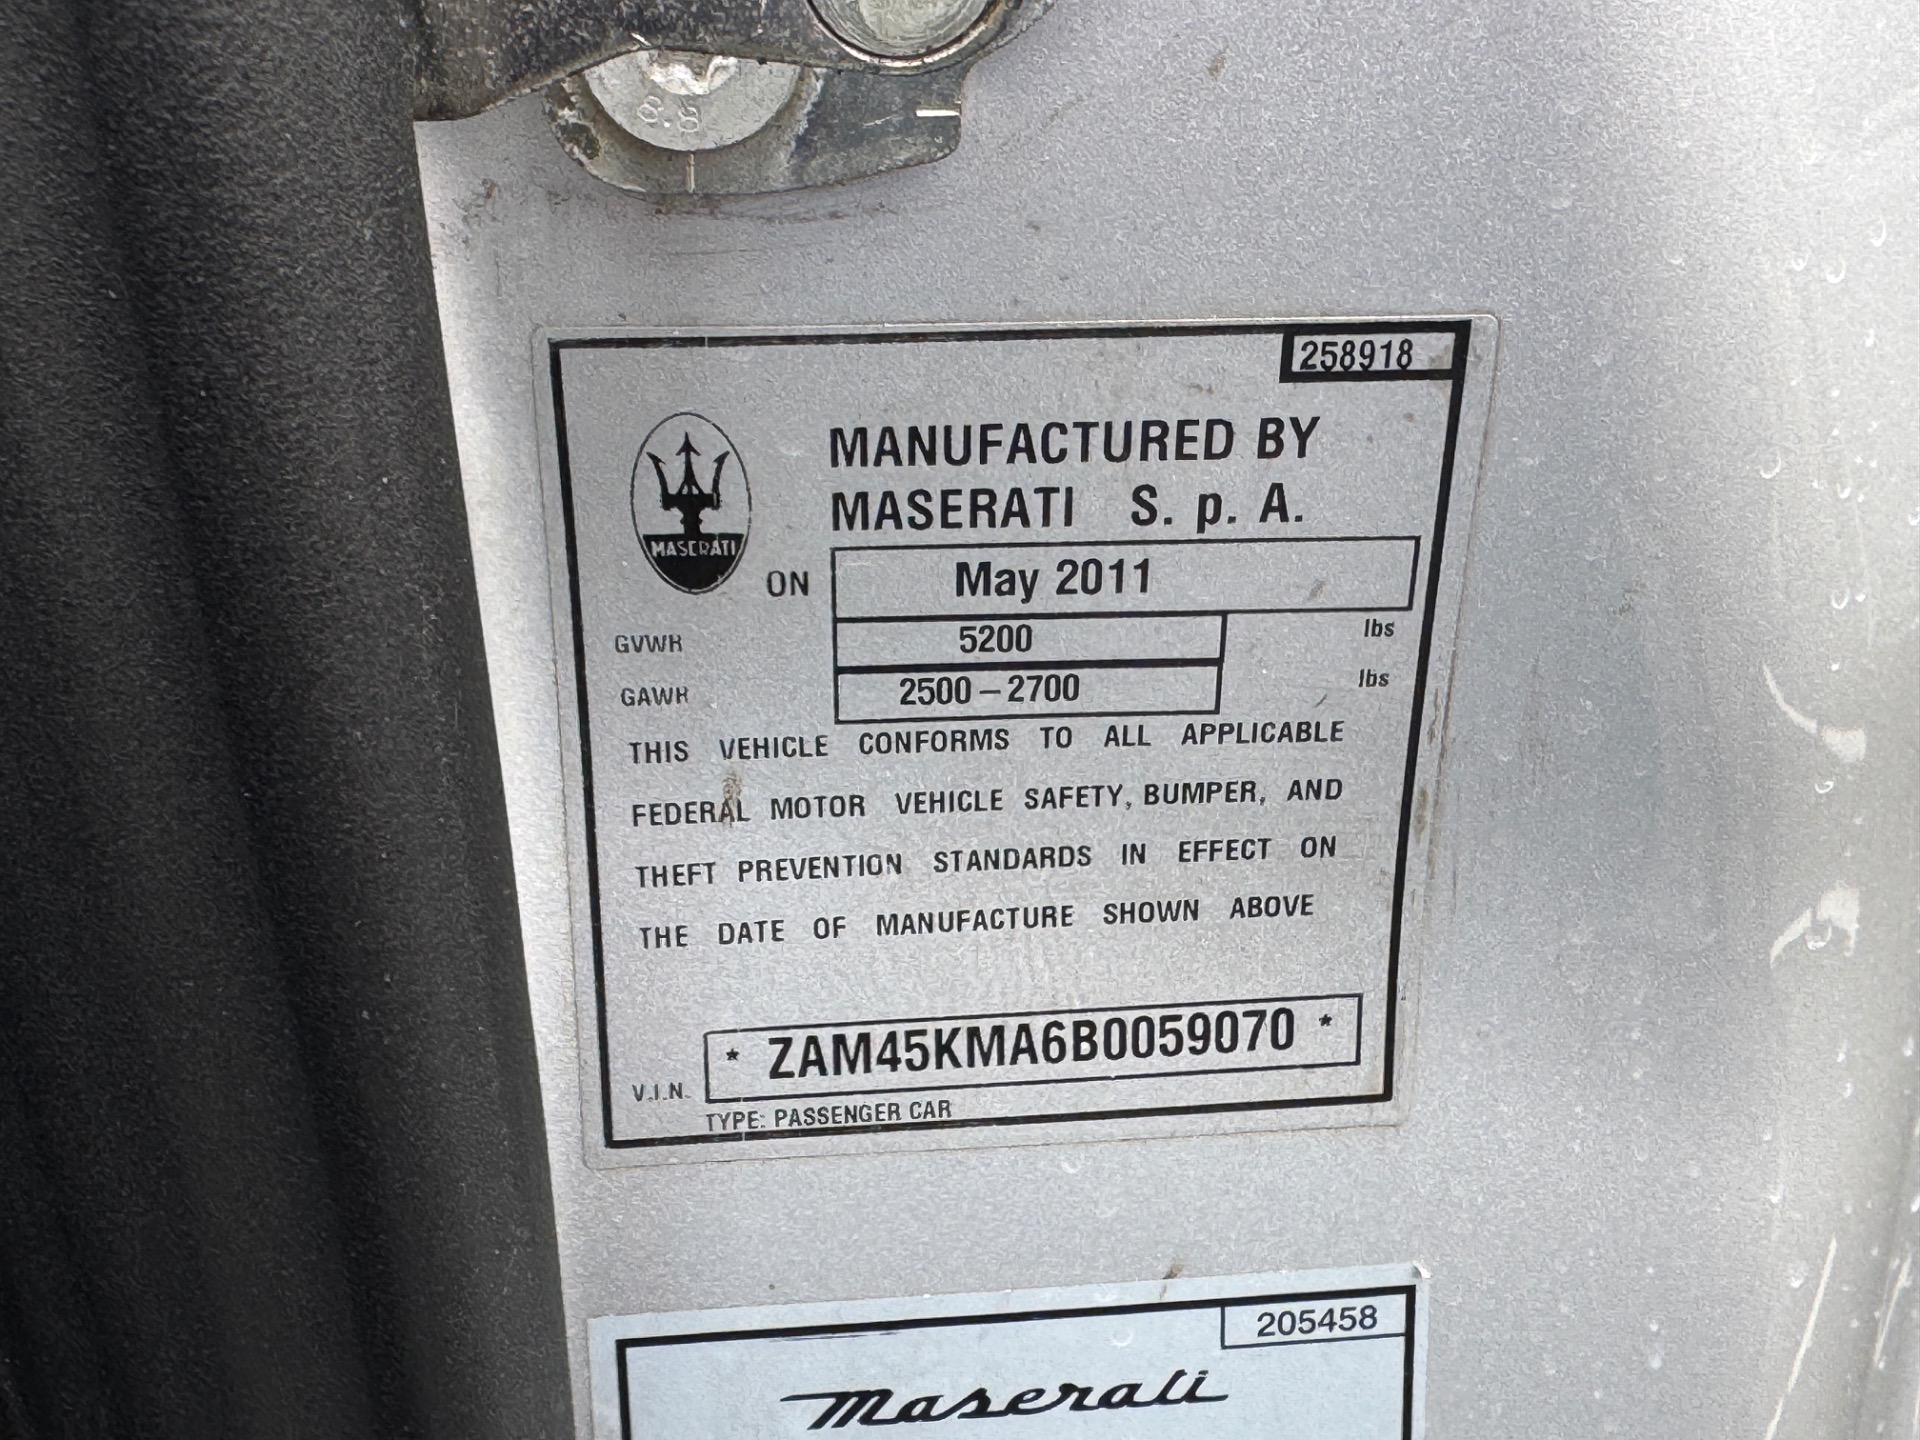 8.8
258918
MANUFACTURED BY
MASERATI S. p. A.
MASERATI
ON May 2011
GVWR 5200 lbs
GAWR 2500 – 2700 lbs
THIS VEHICLE CONFORMS TO ALL APPLICABLE
FEDERAL MOTOR VEHICLE SAFETY, BUMPER, AND
THEFT PREVENTION STANDARDS IN EFFECT ON
THE DATE OF MANUFACTURE SHOWN ABOVE
V.I.N. * ZAM45KMA6B0059070 *
TYPE: PASSENGER CAR
205458
Maserati